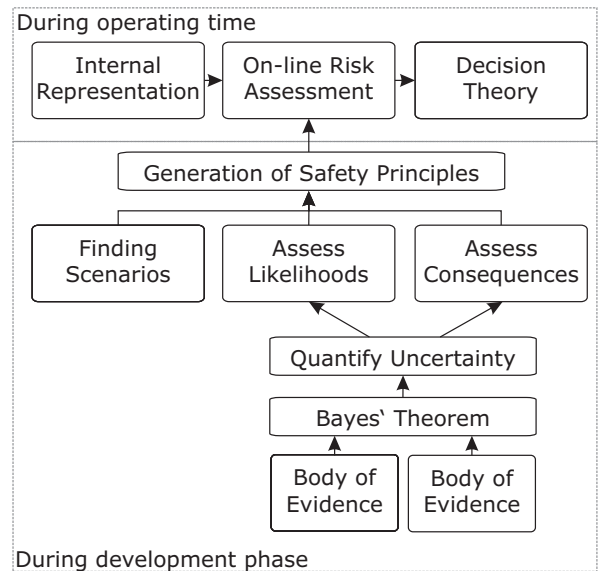 During operating time
Internal
Representation
On-line Risk
Assessment
Decision
Theory
Generation of Safety Principles
Finding
Scenarios
Assess
Likelihoods
Assess
Consequences
Quantify Uncertainty
Bayes‘ Theorem
Body of
Evidence
Body of
Evidence
During development phase